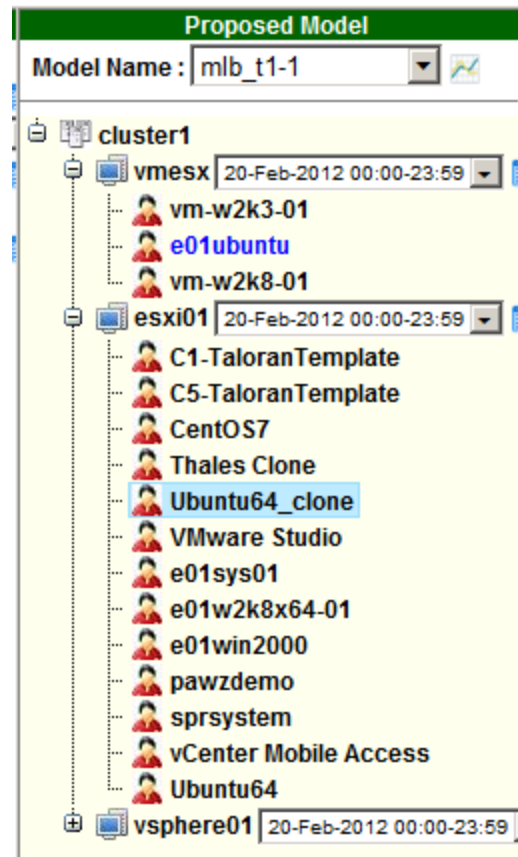 Proposed Model
Model Name : mlb_t1-1
cluster1
vmesx 20-Feb-2012 00:00-23:59
vm-w2k3-01
e01ubuntu
vm-w2k8-01
esxi01 20-Feb-2012 00:00-23:59
C1-TaloranTemplate
C5-TaloranTemplate
CentOS7
Thales Clone
Ubuntu64_clone
VMware Studio
e01sys01
e01w2k8x64-01
e01win2000
pawzdemo
sprsystem
vCenter Mobile Access
Ubuntu64
vsphere01 20-Feb-2012 00:00-23:59